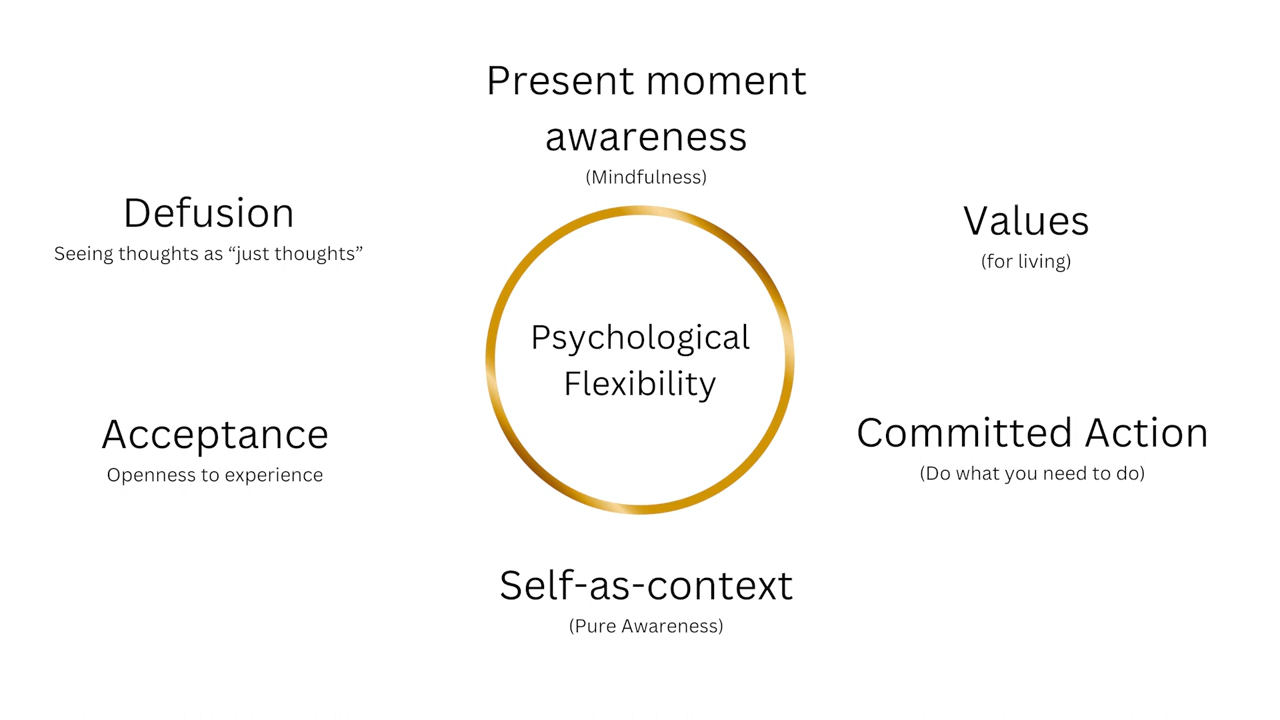 Present moment
awareness
(Mindfulness)
Defusion
Seeing thoughts as “just thoughts”
Values
(for living)
Psychological
Flexibility
Acceptance
Openness to experience
Committed Action
(Do what you need to do)
Self-as-context
(Pure Awareness)